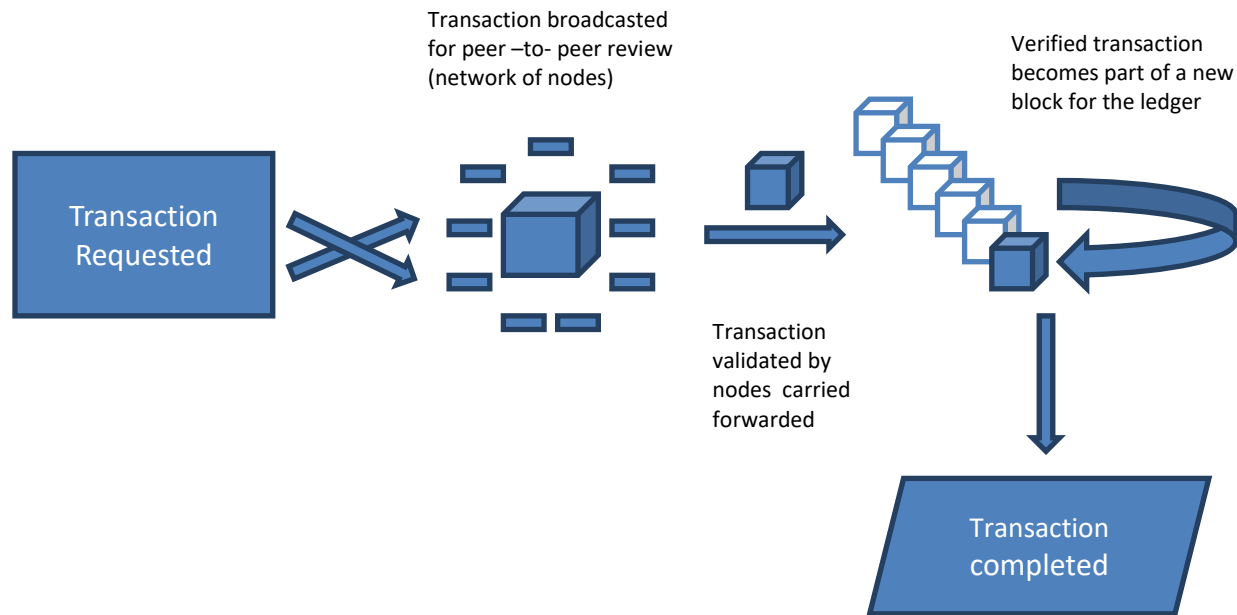 Transaction broadcasted
for peer –to- peer review
(network of nodes)
Verified transaction
becomes part of a new
block for the ledger
Transaction
Requested
Transaction
validated by
nodes  carried
forwarded
Transaction
completed